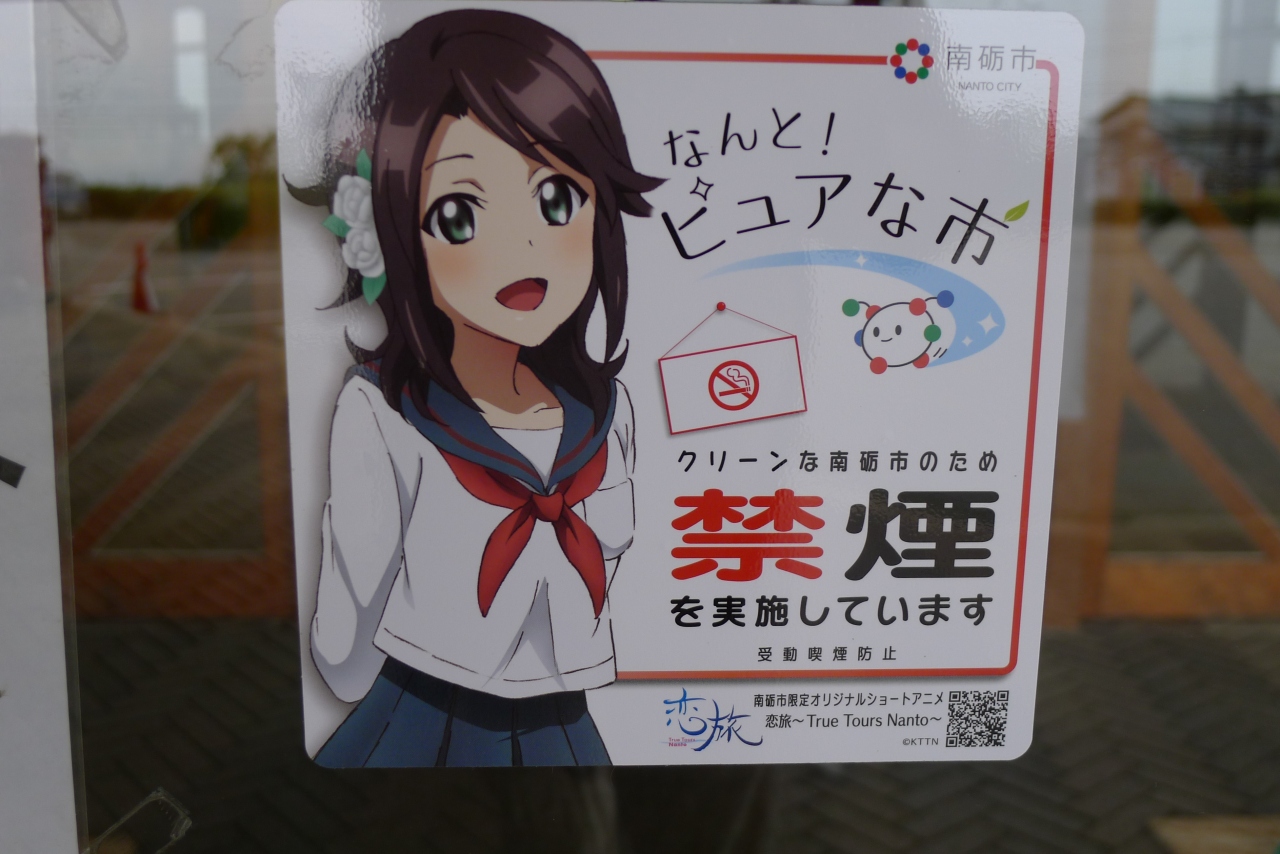 南砺市
NANTO CITY
なんと!
ピュアな市
クリーンな南砺市のため
禁煙
を実施しています
受動喫煙防止
恋旅
True Tours
Nanto
南砺市限定オリジナルショートアニメ
恋旅～True Tours Nanto～
©KTTN